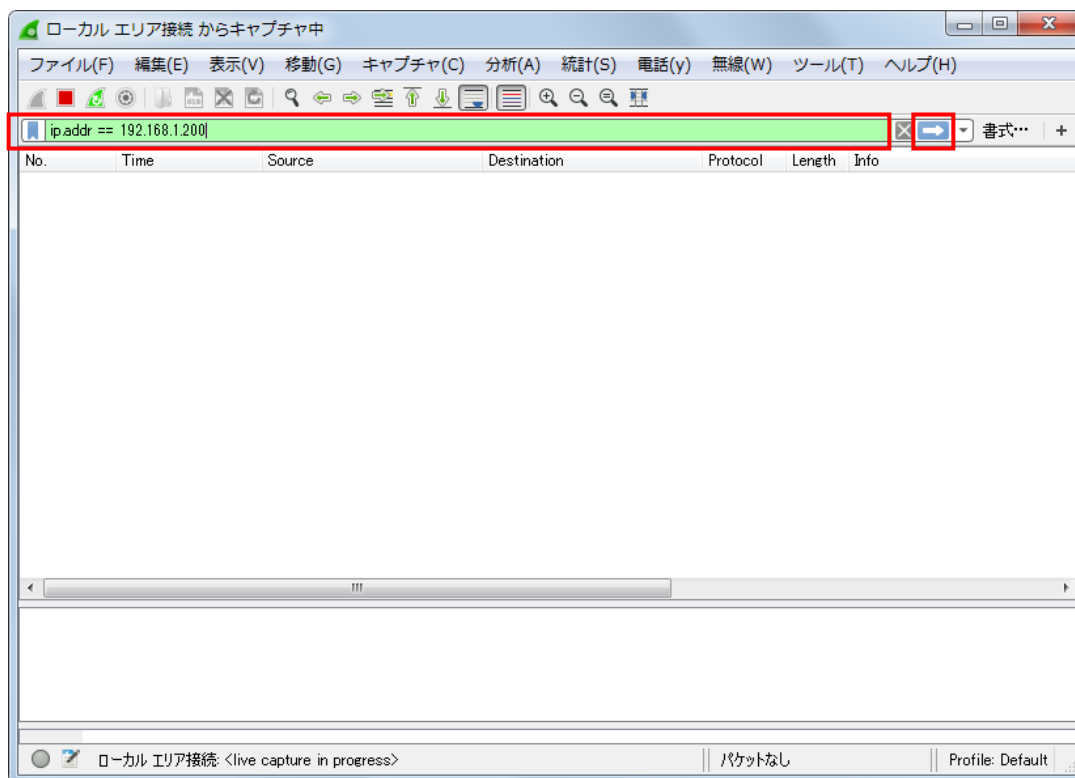 ローカル エリア接続 からキャプチャ中
ファイル(F) 編集(E) 表示(V) 移動(G) キャプチャ(C) 分析(A) 統計(S) 電話(y) 無線(W) ツール(T) ヘルプ(H)
ip.addr == 192.168.1.200 書式… +
No. Time Source Destination Protocol Length Info
ローカル エリア接続: <live capture in progress> パケットなし Profile: Default